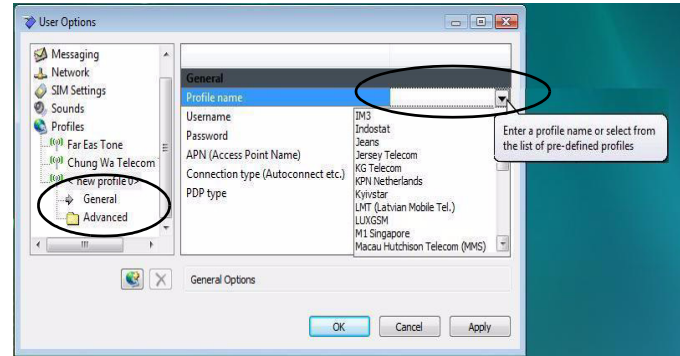 User Options
Messaging
Network
SIM Settings
Sounds
Profiles
Far Eas Tone
Chung Wa Telecom
< new profile 0>
General
Advanced
General
Profile name
Username
Password
APN (Access Point Name)
Connection type (Autoconnect etc.)
PDP type
IM3
Indostat
Jeans
Jersey Telecom
KG Telecom
KPN Netherlands
Kyivstar
LMT (Latvian Mobile Tel.)
LUXGSM
M1 Singapore
Macau Hutchison Telecom (MMS)
Enter a profile name or select from
the list of pre-defined profiles
General Options
OK
Cancel
Apply